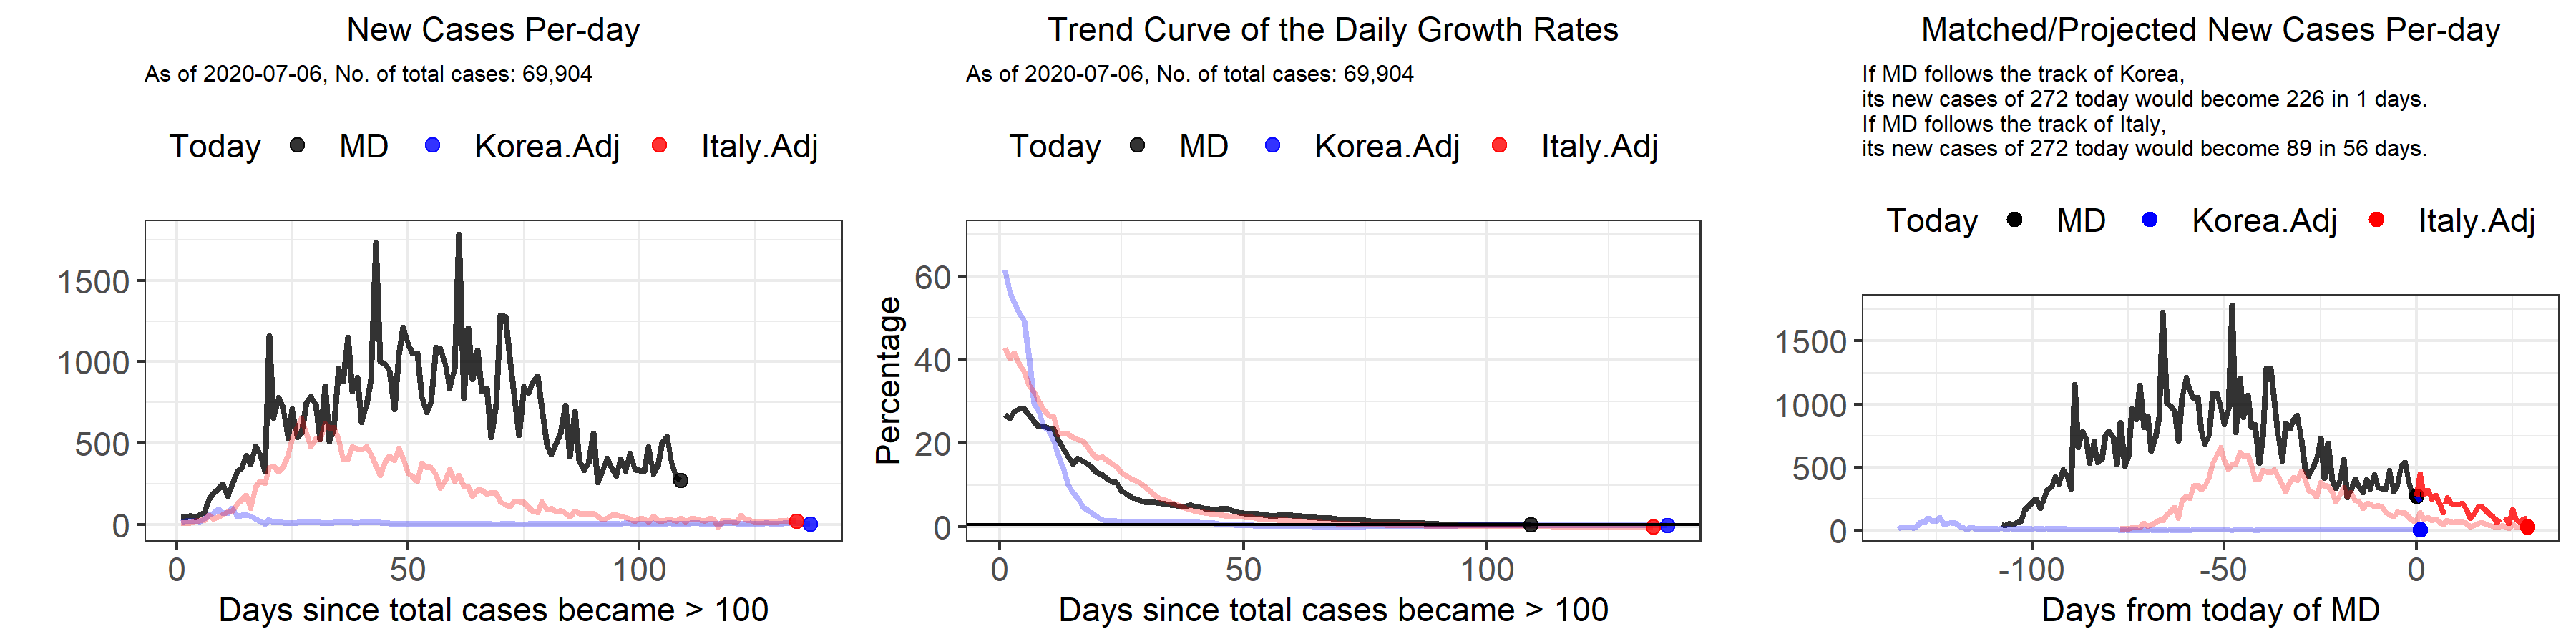 New Cases Per-day
As of 2020-07-06, No. of total cases: 69,904
Today MD Korea.Adj Italy.Adj
1500
1000
500
0
0 50 100
Days since total cases became > 100
Trend Curve of the Daily Growth Rates
As of 2020-07-06, No. of total cases: 69,904
Today MD Korea.Adj Italy.Adj
Percentage
60
40
20
0
0 50 100
Days since total cases became > 100
Matched/Projected New Cases Per-day
If MD follows the track of Korea,
its new cases of 272 today would become 226 in 1 days.
If MD follows the track of Italy,
its new cases of 272 today would become 89 in 56 days.
Today MD Korea.Adj Italy.Adj
1500
1000
500
0
-100 -50 0
Days from today of MD